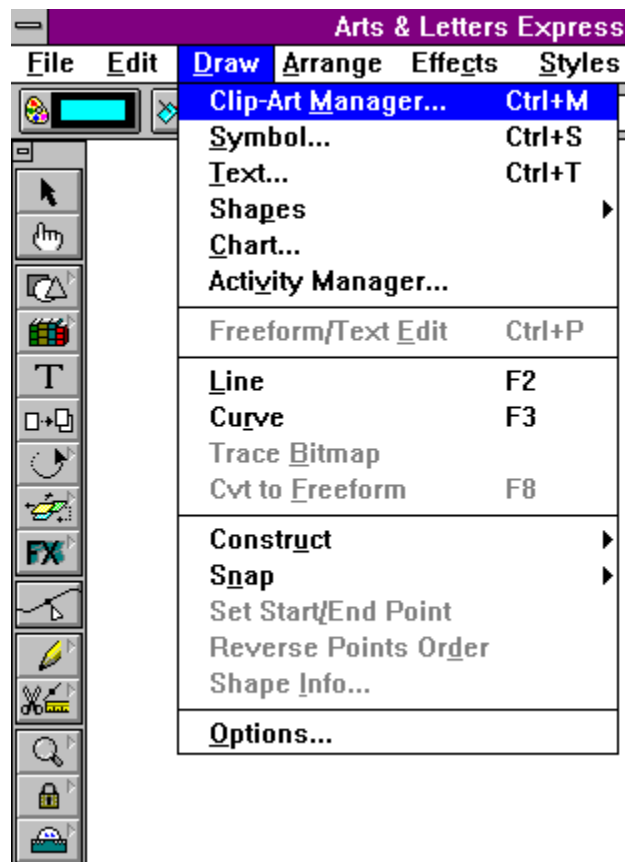 Arts & Letters Express
File Edit Draw Arrange Effects Styles
Clip-Art Manager... Ctrl+M
Symbol... Ctrl+S
Text... Ctrl+T
Shapes
Chart...
Activity Manager...
Freeform/Text Edit Ctrl+P
T
Line F2
Curve F3
Trace Bitmap
Cvt to Freeform F8
FX
Construct
Snap
Set Start/End Point
Reverse Points Order
Shape Info...
Options...